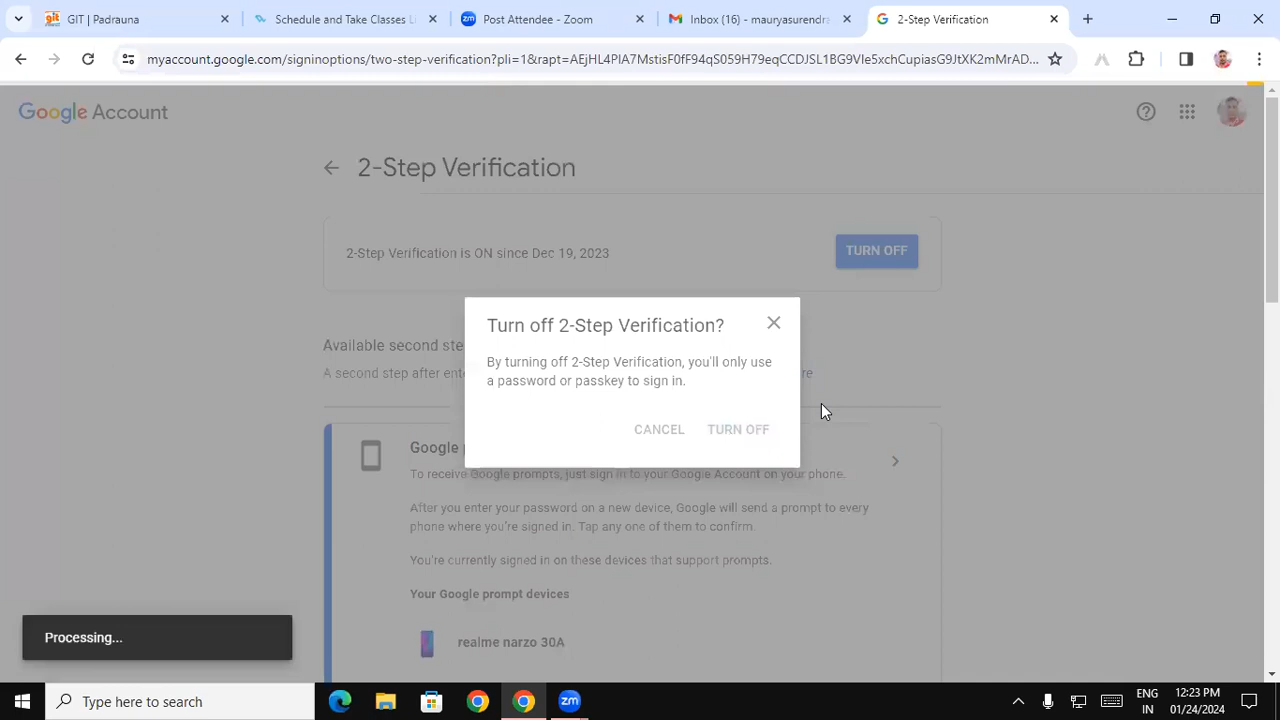 GIT | Padrauna
Schedule and Take Classes Li
zm Post Attendee - Zoom
Inbox (16) - mauryasurendra
2-Step Verification
myaccount.google.com/signinoptions/two-step-verification?pli=1&rapt=AEjHL4PIA7MstisF0fF94qS059H79eqCCDJSL1BG9VIe5xchCupiasG9JtXK2mMrAD...
Google Account
2-Step Verification
2-Step Verification is ON since Dec 19, 2023
TURN OFF
Turn off 2-Step Verification?
By turning off 2-Step Verification, you'll only use
a password or passkey to sign in.
CANCEL TURN OFF
Available second ste
A second step after ente
re
Google p
To receive Google prompts, just sign in to your Google Account on your phone.
After you enter your password on a new device, Google will send a prompt to every
phone where you're signed in. Tap any one of them to confirm.
You're currently signed in on these devices that support prompts.
Your Google prompt devices
realme narzo 30A
Processing...
Type here to search
zm
ENG
IN
12:23 PM
01/24/2024